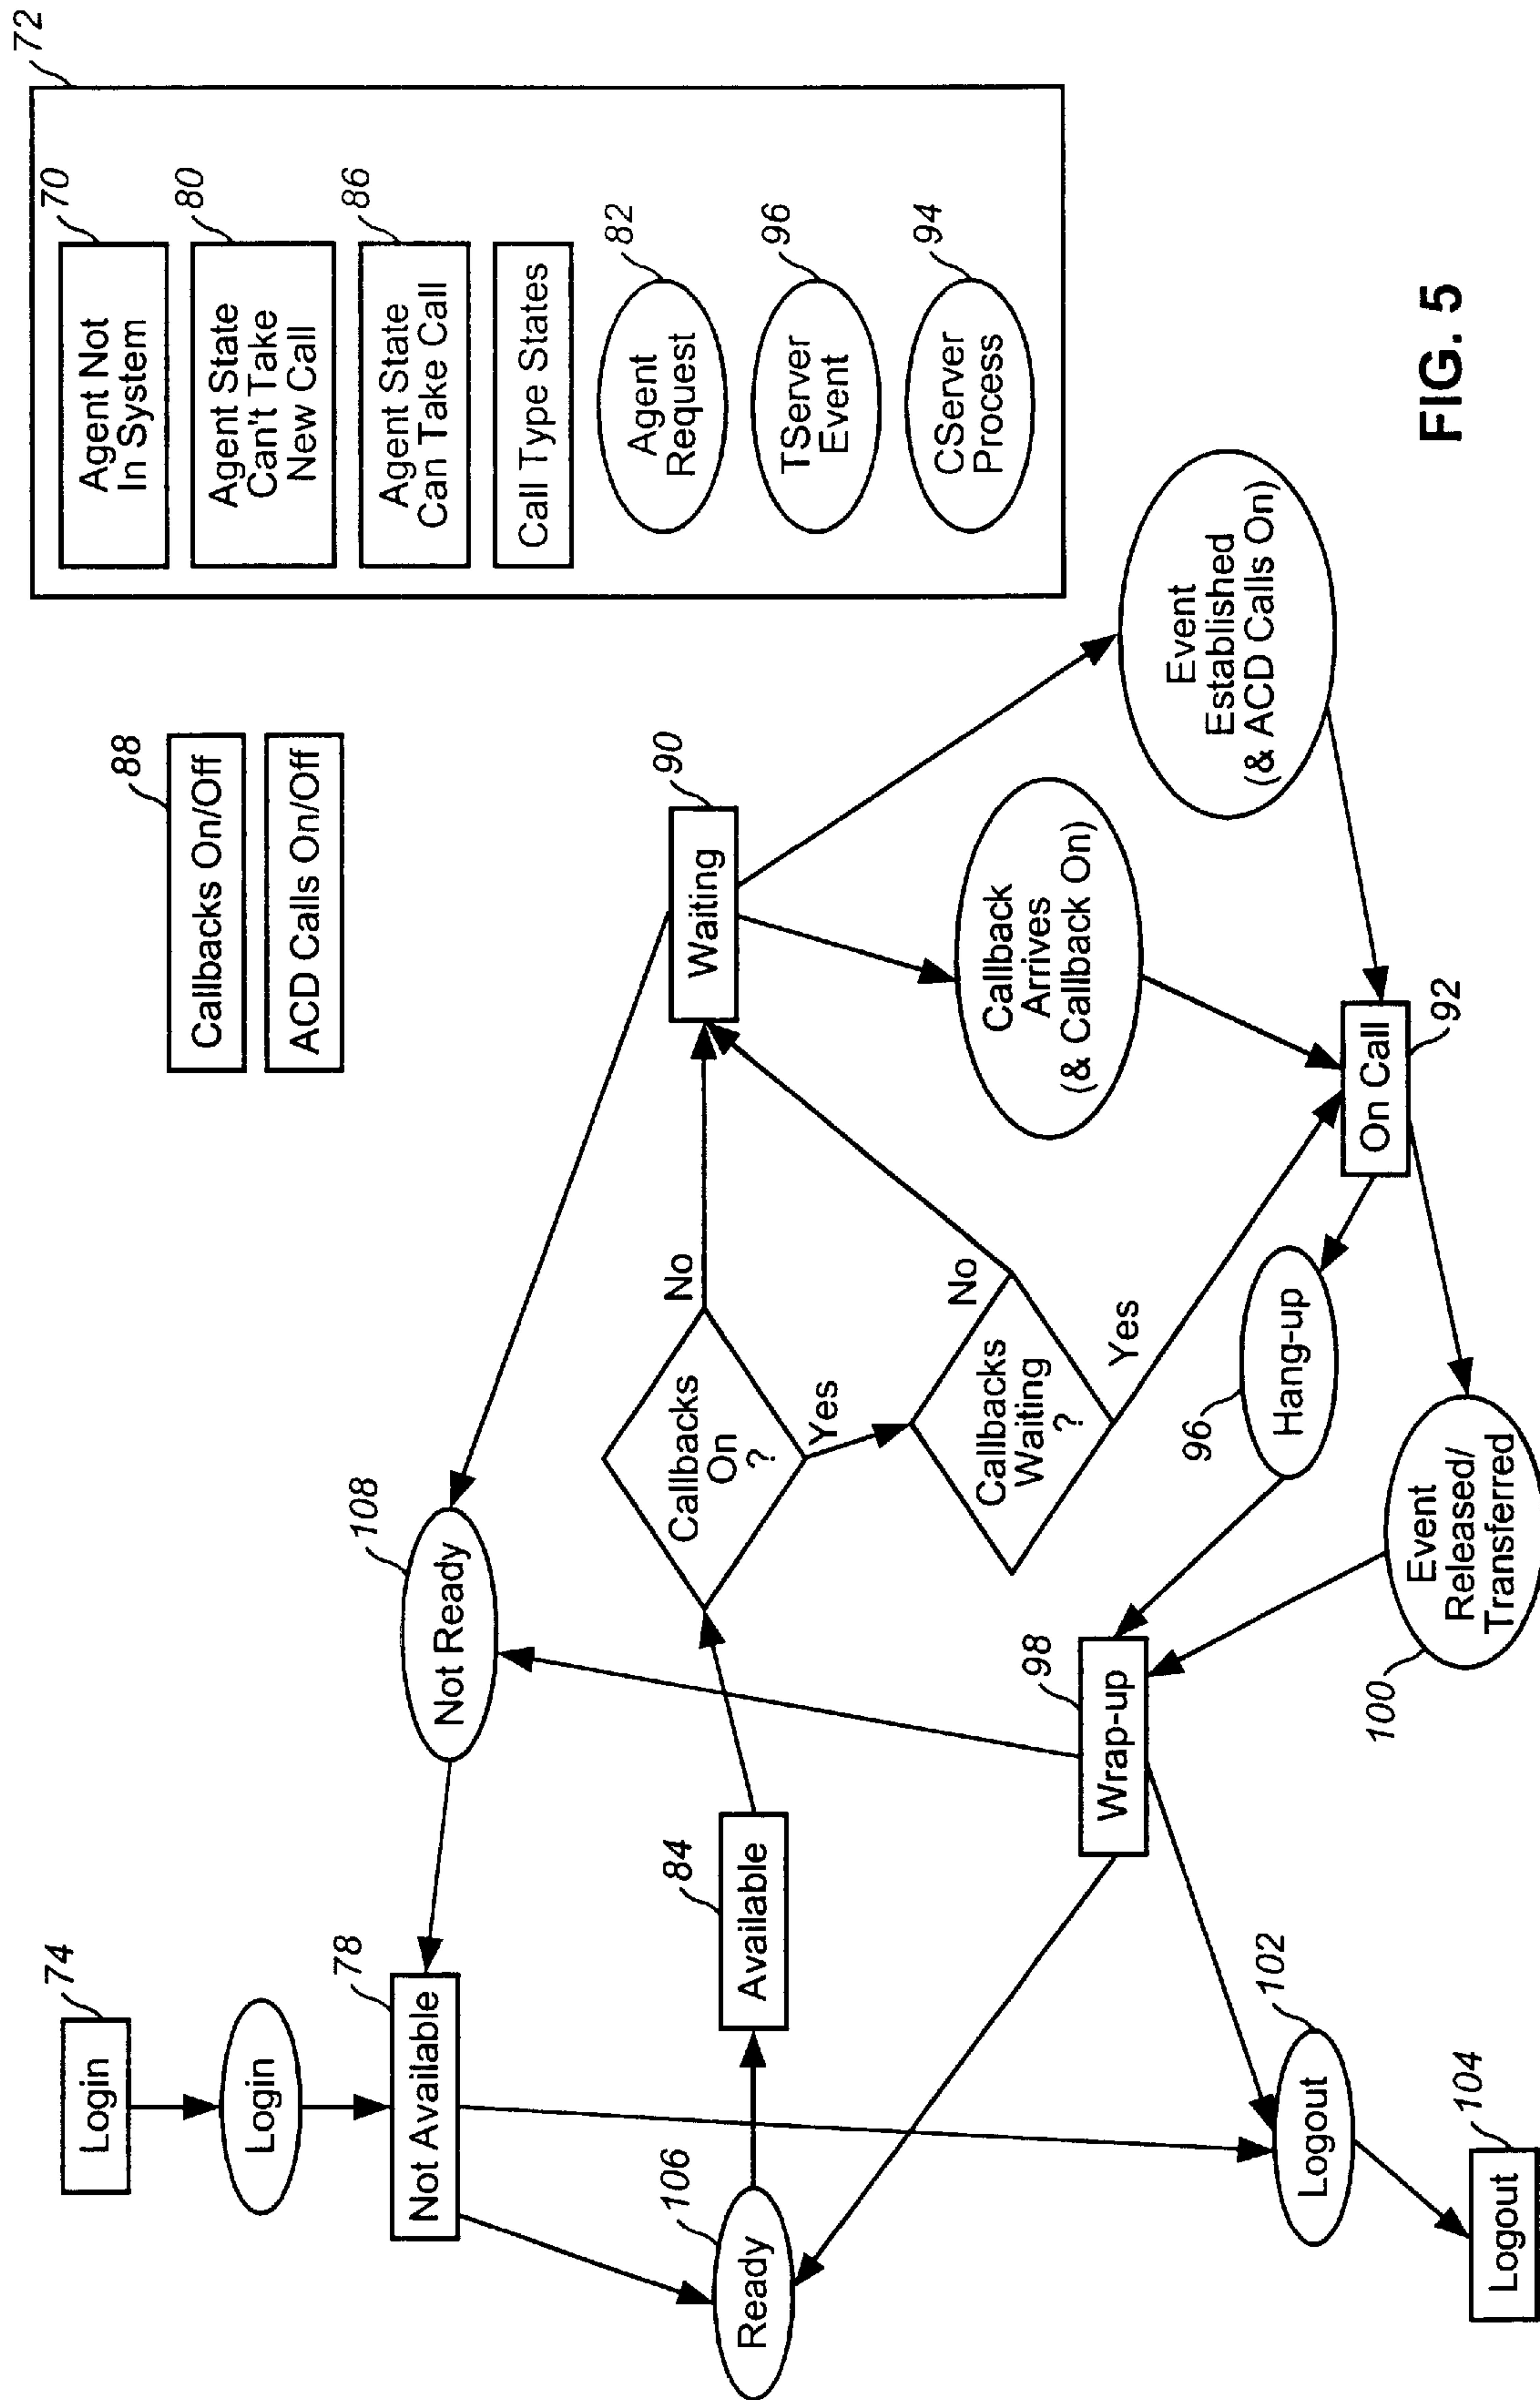 72
70
Agent Not
In System
80
Agent State
Can't Take
New Call
86
Agent State
Can Take Call
Call Type States
82
Agent
Request
96
TServer
Event
94
CServer
Process
88
Callbacks On/Off
ACD Calls On/Off
74
Login
Login
78
Not Available
108
Not Ready
106
Ready
84
Available
Callbacks
On
?
No
Yes
90
Waiting
Callbacks
Waiting
?
No
Yes
Callback
Arrives
(& Callback On)
Event
Established
(& ACD Calls On)
98
Wrap-up
96
Hang-up
On Call
92
102
Logout
100
Event
Released/
Transferred
104
Logout
FIG. 5